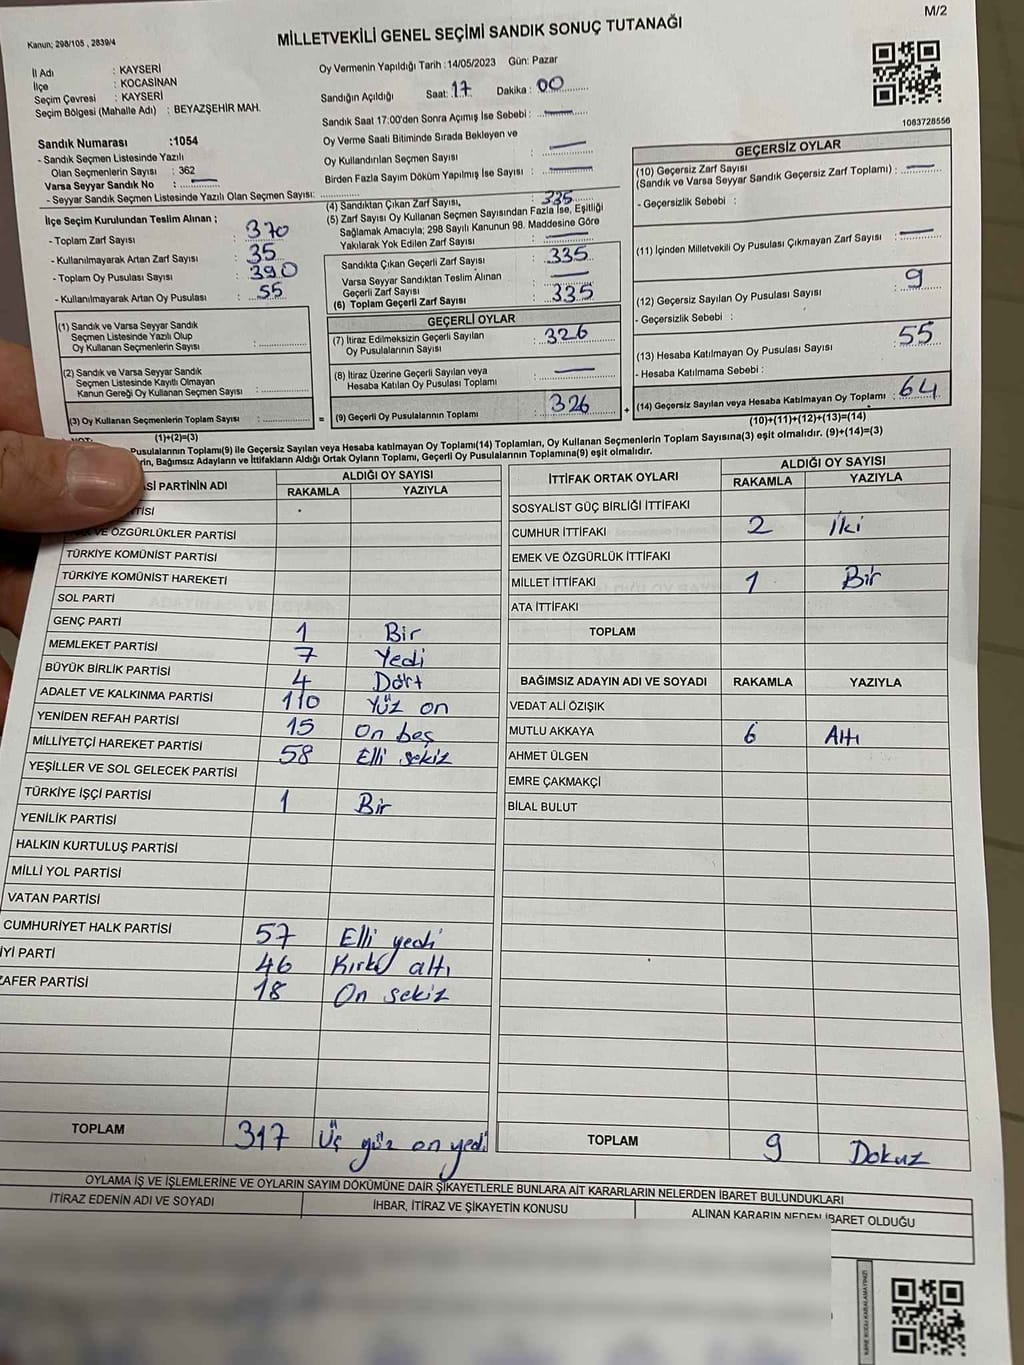 M/2
Kanun; 298/105 , 2839/4
MİLLETVEKİLİ GENEL SEÇİMİ SANDIK SONUÇ TUTANAĞI
İl Adı : KAYSERİ
İlçe : KOCASİNAN
Seçim Çevresi : KAYSERİ
Seçim Bölgesi (Mahalle Adı) : BEYAZŞEHİR MAH.
Sandık Numarası :1054
- Sandık Seçmen Listesinde Yazılı
Olan Seçmenlerin Sayısı : 362
Varsa Seyyar Sandık No :
- Seyyar Sandık Seçmen Listesinde Yazılı Olan Seçmen Sayısı:
Oy Vermenin Yapıldığı Tarih :14/05/2023 Gün: Pazar
Sandığın Açıldığı Saat: 17 Dakika : 00
Sandık Saat 17:00'den Sonra Açımış İse Sebebi :
Oy Verme Saati Bitiminde Sırada Bekleyen ve
Oy Kullandırılan Seçmen Sayısı
Birden Fazla Sayım Döküm Yapılmış İse Sayısı :
1083728556
İlçe Seçim Kurulundan Teslim Alınan ;
- Toplam Zarf Sayısı : 370
- Kullanılmayarak Artan Zarf Sayısı : 35
- Toplam Oy Pusulası Sayısı : 390
- Kullanılmayarak Artan Oy Pusulası : 55
(1) Sandık ve Varsa Seyyar Sandık
Seçmen Listesinde Yazılı Olup
Oy Kullanan Seçmenlerin Sayısı :
(2) Sandık ve Varsa Seyyar Sandık
Seçmen Listesinde Kayıtlı Olmayan
Kanun Gereği Oy Kullanan Seçmen Sayısı :
(3) Oy Kullanan Seçmenlerin Toplam Sayısı :
(1)+(2)=(3)
(4) Sandıktan Çıkan Zarf Sayısı, : 335
(5) Zarf Sayısı Oy Kullanan Seçmen Sayısından Fazla İse, Eşitliği
Sağlamak Amacıyla; 298 Sayılı Kanunun 98. Maddesine Göre
Yakılarak Yok Edilen Zarf Sayısı :
Sandıkta Çıkan Geçerli Zarf Sayısı : 335
Varsa Seyyar Sandıktan Teslim Alınan
Geçerli Zarf Sayısı :
(6) Toplam Geçerli Zarf Sayısı : 335
GEÇERLİ OYLAR
(7) İtiraz Edilmeksizin Geçerli Sayılan
Oy Pusulalarının Sayısı : 326
(8) İtiraz Üzerine Geçerli Sayılan veya
Hesaba Katılan Oy Pusulası Toplamı :
= (9) Geçerli Oy Pusulalarının Toplamı : 326 +
GEÇERSİZ OYLAR
(10) Geçersiz Zarf Sayısı
(Sandık ve Varsa Seyyar Sandık Geçersiz Zarf Toplamı) :
- Geçersizlik Sebebi :
(11) İçinden Milletvekili Oy Pusulası Çıkmayan Zarf Sayısı :
(12) Geçersiz Sayılan Oy Pusulası Sayısı : 9
- Geçersizlik Sebebi :
(13) Hesaba Katılmayan Oy Pusulası Sayısı : 55
- Hesaba Katılmama Sebebi :
(14) Geçersiz Sayılan veya Hesaba Katılmayan Oy Toplamı : 64
(10)+(11)+(12)+(13)=(14)
Pusulalarının Toplamı(9) ile Geçersiz Sayılan veya Hesaba katılmayan Oy Toplamı(14) Toplamları, Oy Kullanan Seçmenlerin Toplam Sayısına(3) eşit olmalıdır. (9)+(14)=(3)
Bağımsız Adayların ve İttifakların Aldığı Ortak Oyların Toplamı, Geçerli Oy Pusulalarının Toplamına(9) eşit olmalıdır.
PARTİNİN ADI ALDIĞI OY SAYISI
RAKAMLA YAZIYLA
VE ÖZGÜRLÜKLER PARTİSİ
TÜRKİYE KOMÜNİST PARTİSİ
TÜRKİYE KOMÜNİST HAREKETİ
SOL PARTİ
GENÇ PARTİ 1 Bir
MEMLEKET PARTİSİ 7 Yedi
BÜYÜK BİRLİK PARTİSİ 4 Dört
ADALET VE KALKINMA PARTİSİ 110 Yüz on
YENİDEN REFAH PARTİSİ 15 On beş
MİLLİYETÇİ HAREKET PARTİSİ 58 Elli sekiz
YEŞİLLER VE SOL GELECEK PARTİSİ
TÜRKİYE İŞÇİ PARTİSİ 1 Bir
YENİLİK PARTİSİ
HALKIN KURTULUŞ PARTİSİ
MİLLİ YOL PARTİSİ
VATAN PARTİSİ
CUMHURİYET HALK PARTİSİ 57 Elli yedi
İYİ PARTİ 46 Kırk altı
ZAFER PARTİSİ 18 On sekiz
TOPLAM 317 Üç yüz on yedi
İTTİFAK ORTAK OYLARI ALDIĞI OY SAYISI
RAKAMLA YAZIYLA
SOSYALİST GÜÇ BİRLİĞİ İTTİFAKI
CUMHUR İTTİFAKI 2 İki
EMEK VE ÖZGÜRLÜK İTTİFAKI
MİLLET İTTİFAKI 1 Bir
ATA İTTİFAKI
TOPLAM
BAĞIMSIZ ADAYIN ADI VE SOYADI RAKAMLA YAZIYLA
VEDAT ALİ ÖZIŞIK
MUTLU AKKAYA 6 Altı
AHMET ÜLGEN
EMRE ÇAKMAKÇİ
BİLAL BULUT
TOPLAM 9 Dokuz
OYLAMA İŞ VE İŞLEMLERİNE VE OYLARIN SAYIM DÖKÜMÜNE DAİR ŞİKAYETLERLE BUNLARA AİT KARARLARIN NELERDEN İBARET BULUNDUKLARI
İTİRAZ EDENİN ADI VE SOYADI İHBAR, İTİRAZ VE ŞİKAYETİN KONUSU ALINAN KARARIN NEDEN İBARET OLDUĞU